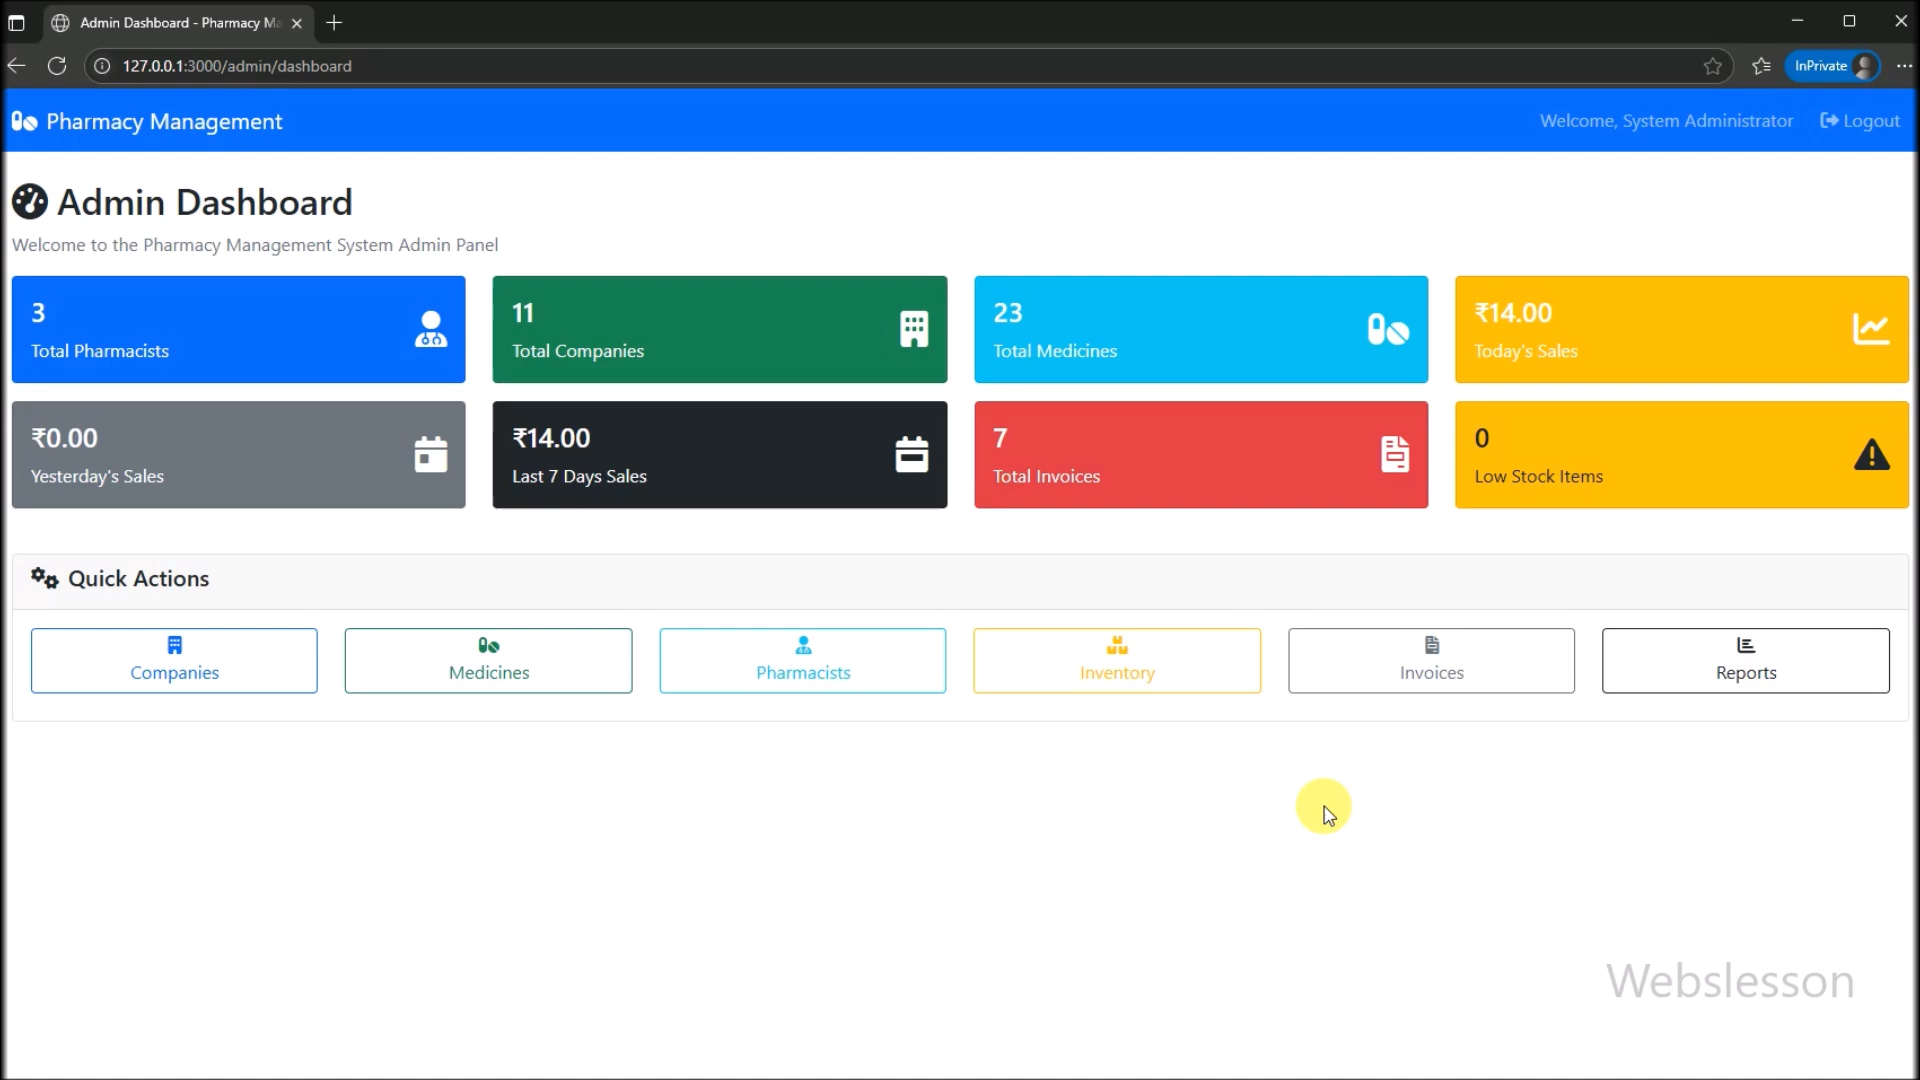 Admin Dashboard - Pharmacy Ma
127.0.0.1:3000/admin/dashboard
InPrivate
Pharmacy Management
Welcome, System Administrator
Logout
Admin Dashboard
Welcome to the Pharmacy Management System Admin Panel
3
Total Pharmacists
11
Total Companies
23
Total Medicines
₹14.00
Today's Sales
₹0.00
Yesterday's Sales
₹14.00
Last 7 Days Sales
7
Total Invoices
0
Low Stock Items
Quick Actions
Companies
Medicines
Pharmacists
Inventory
Invoices
Reports
Webslesson